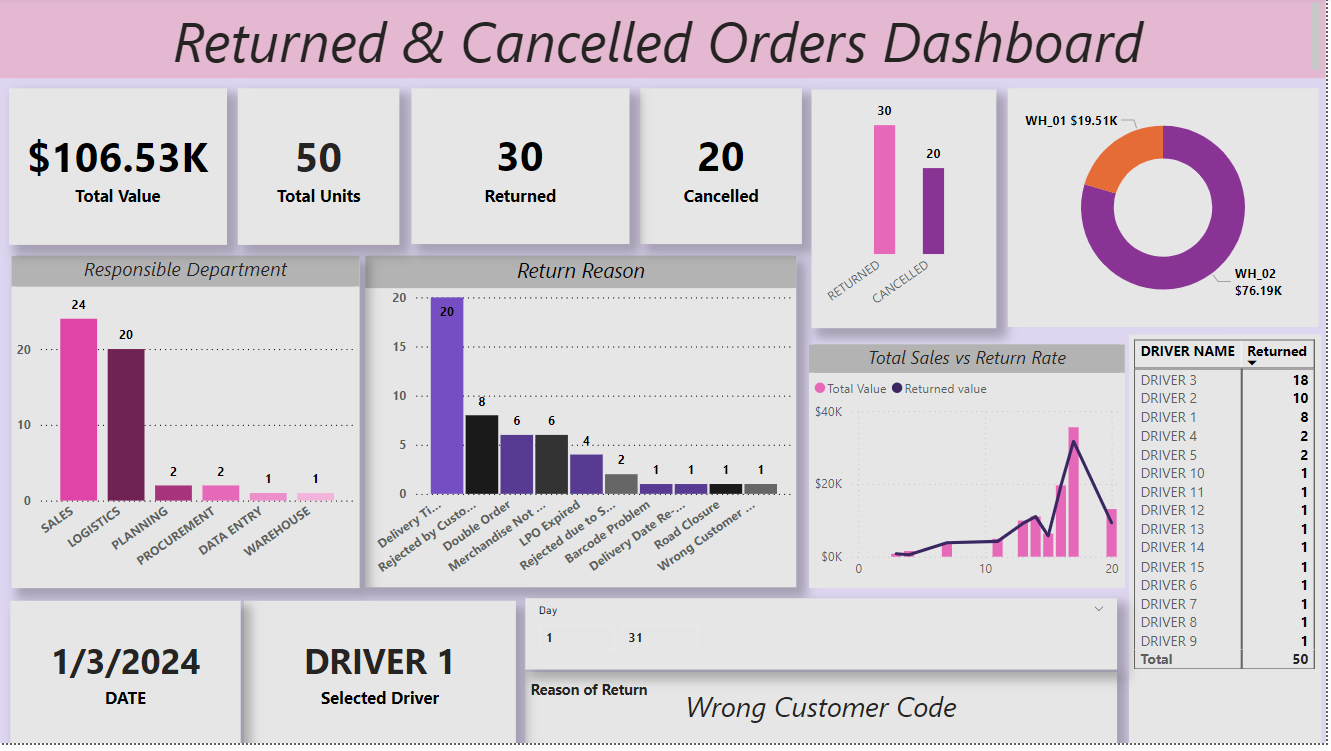 Returned & Cancelled Orders Dashboard
$106.53K
Total Value
50
Total Units
30
Returned
20
Cancelled
30
20
RETURNED
CANCELLED
WH_01 $19.51K
WH_02
$76.19K
Responsible Department
24
20
2
2
1
1
20
10
0
SALES
LOGISTICS
PLANNING
PROCUREMENT
DATA ENTRY
WAREHOUSE
Return Reason
20
15
10
5
0
20
8
6
6
4
2
1
1
1
1
Delivery Ti...
Rejected by Custo...
Double Order
Merchandise Not ...
LPO Expired
Rejected due to S...
Barcode Problem
Delivery Date Re-...
Road Closure
Wrong Customer ...
Total Sales vs Return Rate
Total Value Returned value
$40K
$20K
$0K
0 10 20
DRIVER NAME Returned
DRIVER 3 18
DRIVER 2 10
DRIVER 1 8
DRIVER 4 2
DRIVER 5 2
DRIVER 10 1
DRIVER 11 1
DRIVER 12 1
DRIVER 13 1
DRIVER 14 1
DRIVER 15 1
DRIVER 6 1
DRIVER 7 1
DRIVER 8 1
DRIVER 9 1
Total 50
1/3/2024
DATE
DRIVER 1
Selected Driver
Day
1 31
Reason of Return
Wrong Customer Code